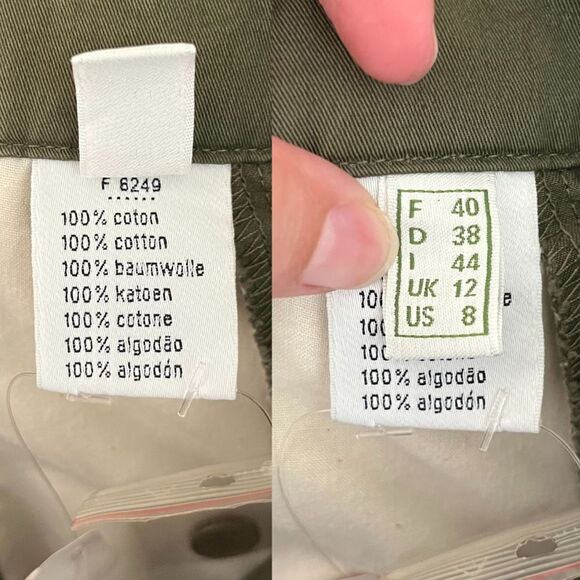 F 8249
100% coton
100% cotton
100% baumwolle
100% katoen
100% cotone
100% algodão
100% algodón
F 40
D 38
I 44
UK 12
US 8
100% algodão
100% algodón